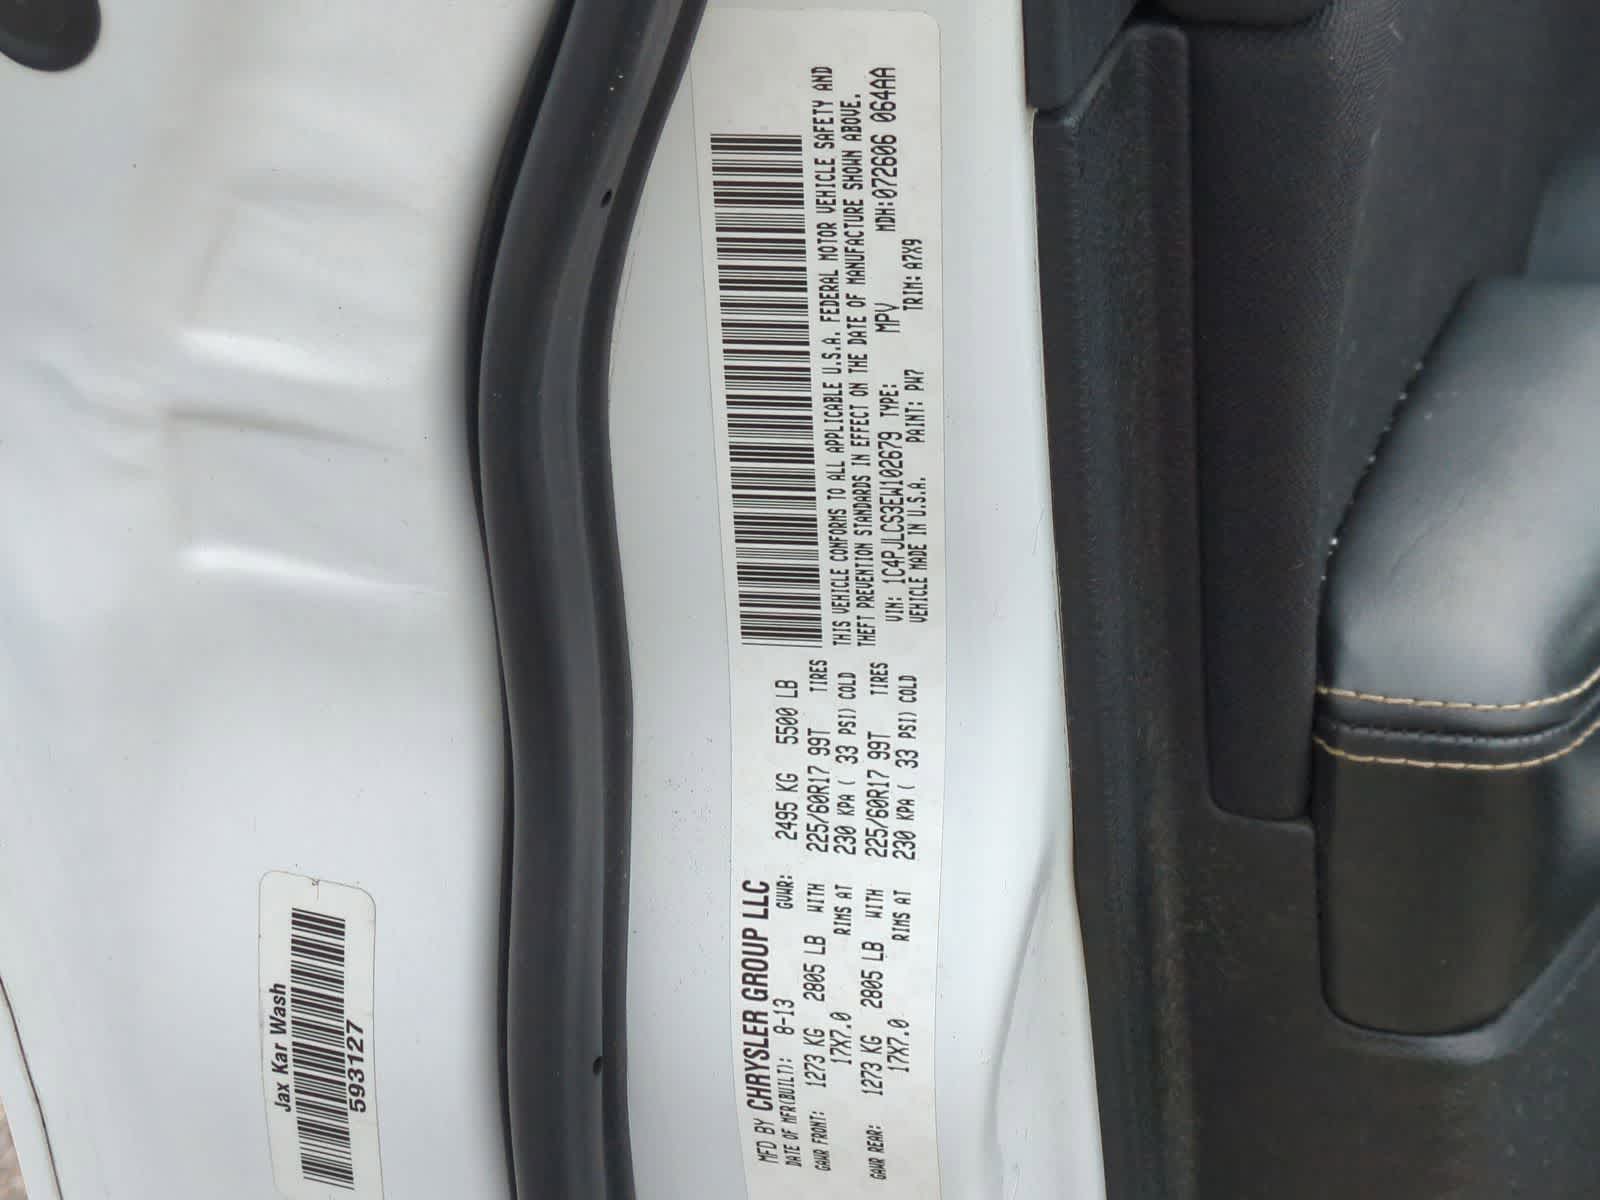 Jax Kar Wash
593127
MFD BY CHRYSLER GROUP LLC
DATE OF MFR(BUILT): 8-13 GVWR: 2495 KG 5500 LB
GAWR FRONT: 1273 KG 2805 LB WITH 225/60R17 99T TIRES
17X7.0 RIMS AT 230 KPA ( 33 PSI) COLD
GAWR REAR: 1273 KG 2805 LB WITH 225/60R17 99T TIRES
17X7.0 RIMS AT 230 KPA ( 33 PSI) COLD
THIS VEHICLE CONFORMS TO ALL APPLICABLE U.S.A. FEDERAL MOTOR VEHICLE SAFETY AND
THEFT PREVENTION STANDARDS IN EFFECT ON THE DATE OF MANUFACTURE SHOWN ABOVE.
VIN: 1C4PJLCS3EW102679 TYPE: MPV MDH:072606 064AA
VEHICLE MADE IN U.S.A. PAINT: PW7 TRIM: A7X9